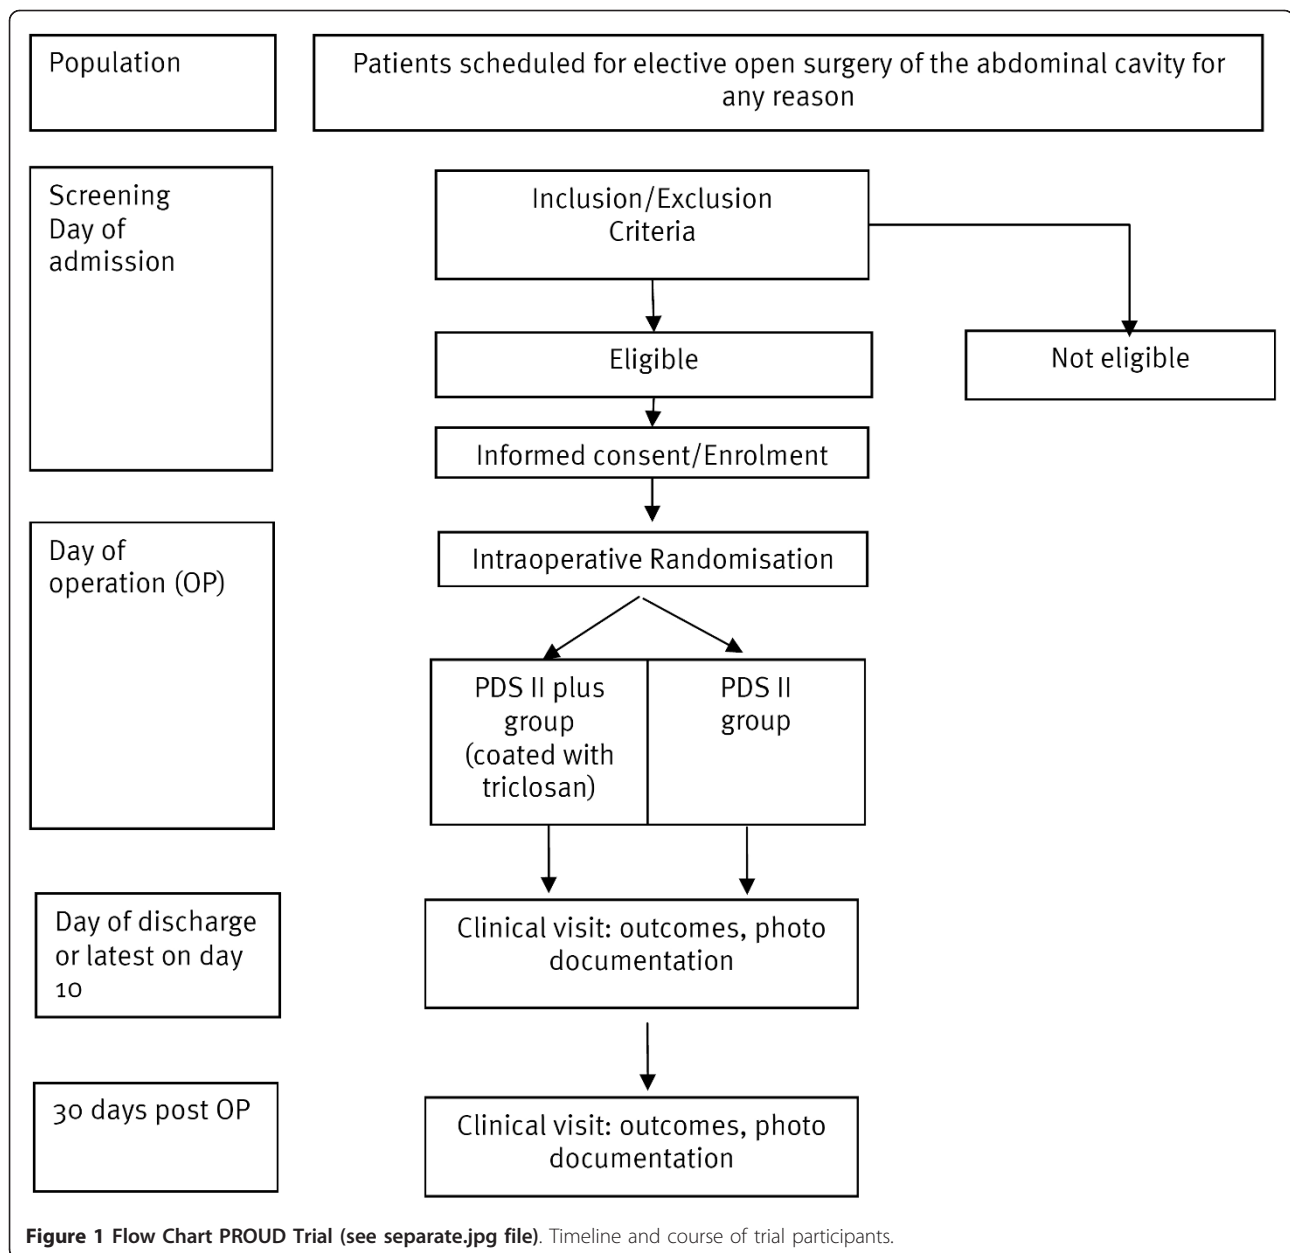 Population
Patients scheduled for elective open surgery of the abdominal cavity for
any reason
Screening
Day of
admission
Inclusion/Exclusion
Criteria
Eligible
Not eligible
Informed consent/Enrolment
Day of
operation (OP)
Intraoperative Randomisation
PDS II plus
group
(coated with
triclosan)
PDS II
group
Day of discharge
or latest on day
10
Clinical visit: outcomes, photo
documentation
30 days post OP
Clinical visit: outcomes, photo
documentation
Figure 1 Flow Chart PROUD Trial (see separate.jpg file). Timeline and course of trial participants.